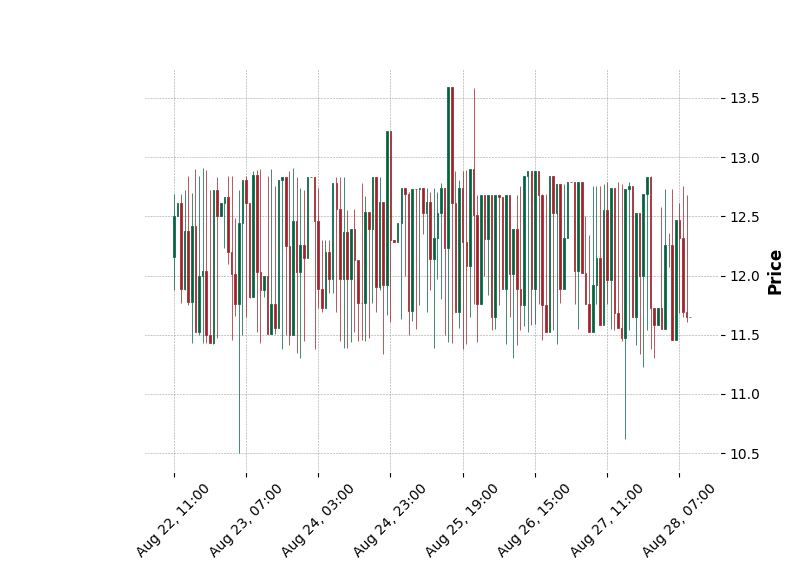 13.5
13.0
12.5
12.0
11.5
11.0
10.5
Price
Aug 22, 11:00
Aug 23, 07:00
Aug 24, 03:00
Aug 24, 23:00
Aug 25, 19:00
Aug 26, 15:00
Aug 27, 11:00
Aug 28, 07:00